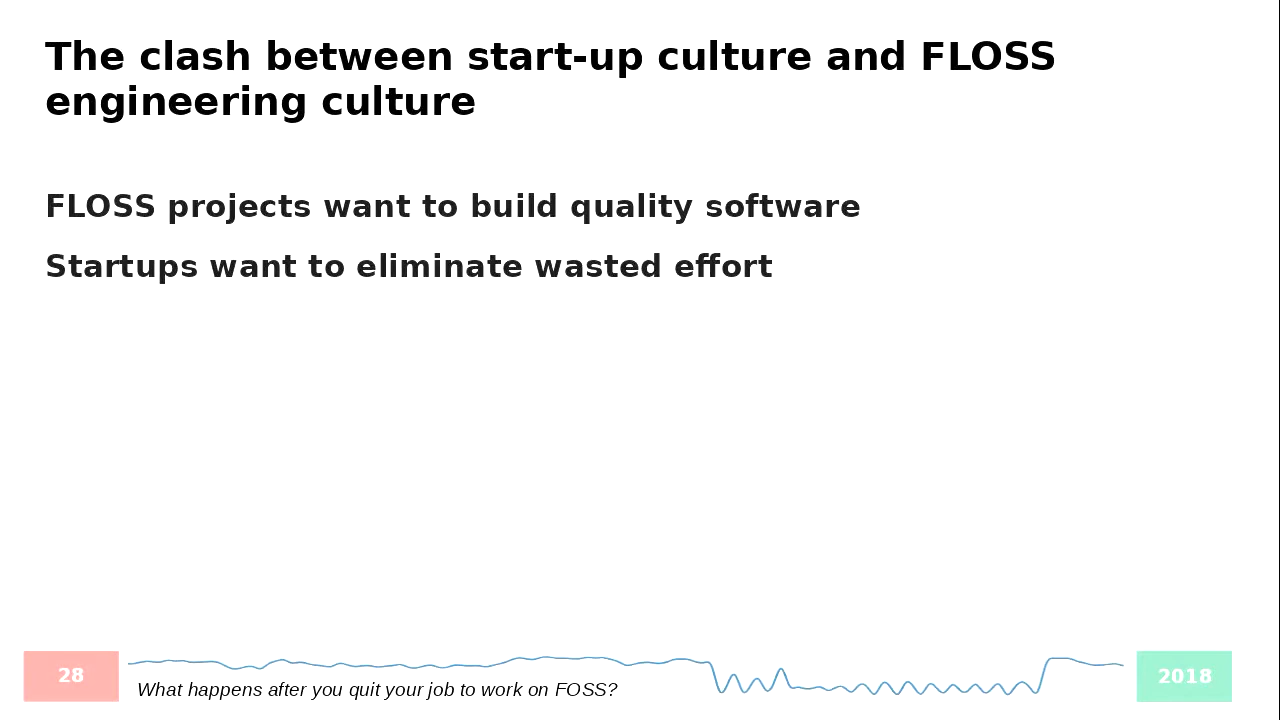 The clash between start-up culture and FLOSS
engineering culture
FLOSS projects want to build quality software
Startups want to eliminate wasted effort
28
What happens after you quit your job to work on FOSS?
2018